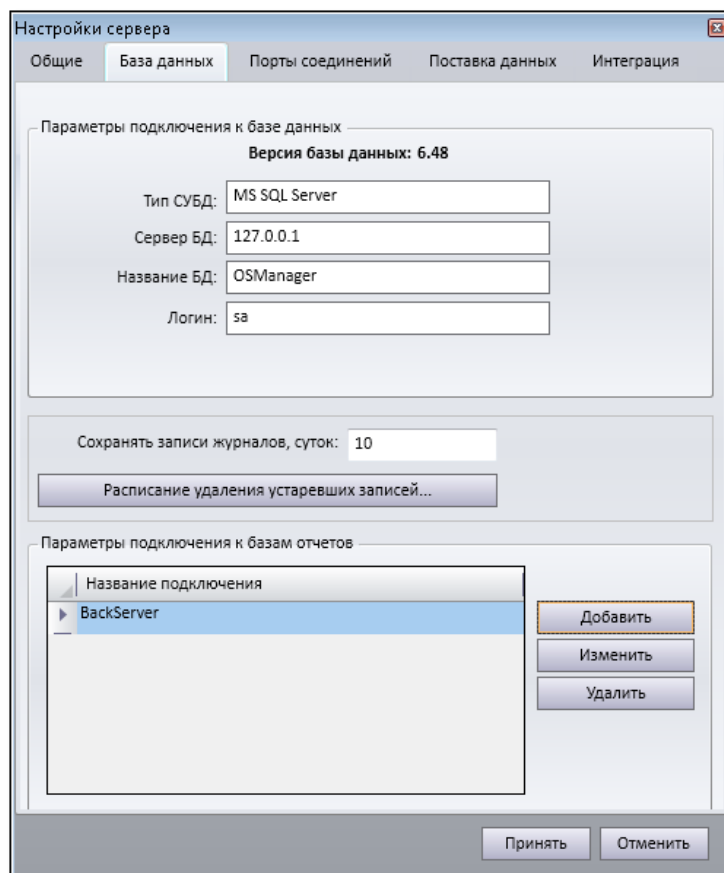 Настройки сервера
Общие База данных Порты соединений Поставка данных Интеграция
Параметры подключения к базе данных
Версия базы данных: 6.48
Тип СУБД: MS SQL Server
Сервер БД: 127.0.0.1
Название БД: OSManager
Логин: sa
Сохранять записи журналов, суток: 10
Расписание удаления устаревших записей...
Параметры подключения к базам отчетов
Название подключения
BackServer
Добавить
Изменить
Удалить
Принять Отменить